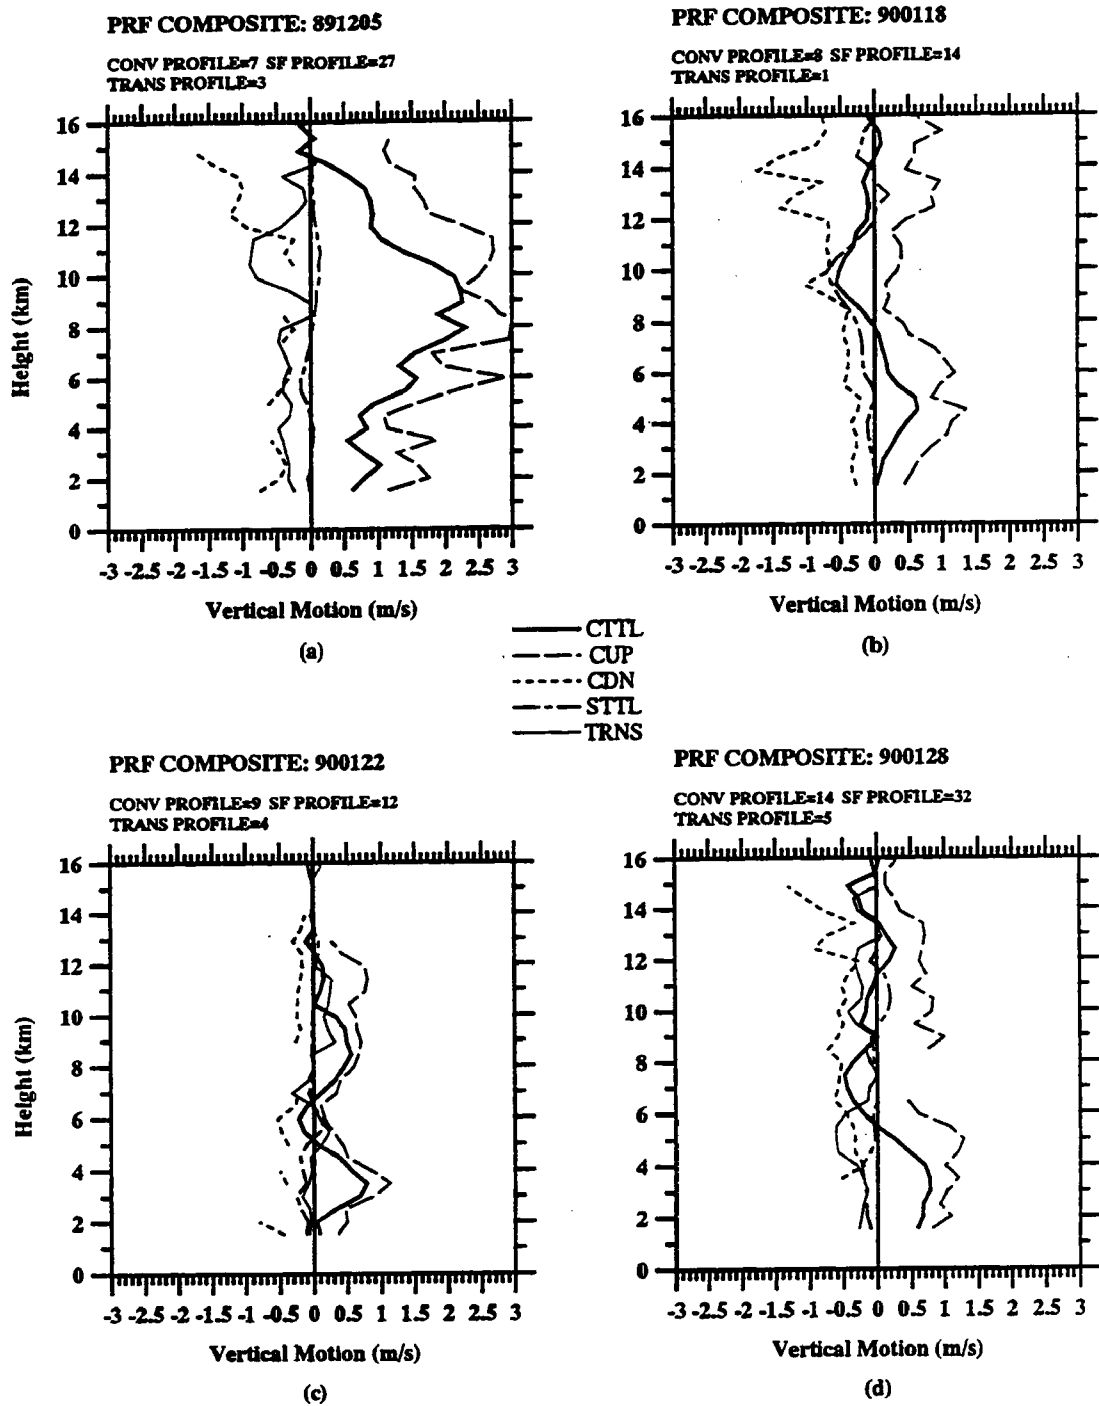 PRF COMPOSITE: 891205
CONV PROFILE=7 SF PROFILE=27
TRANS PROFILE=3
16
14
12
10
8
6
4
2
0
Height (km)
-3 -2.5 -2 -1.5 -1 -0.5 0 0.5 1 1.5 2 2.5 3
Vertical Motion (m/s)
(a)
PRF COMPOSITE: 900118
CONV PROFILE=8 SF PROFILE=14
TRANS PROFILE=1
16
14
12
10
8
6
4
2
0
-3 -2.5 -2 -1.5 -1 -0.5 0 0.5 1 1.5 2 2.5 3
Vertical Motion (m/s)
(b)
CTTL
CUP
CDN
STTL
TRNS
PRF COMPOSITE: 900122
CONV PROFILE=9 SF PROFILE=12
TRANS PROFILE=4
16
14
12
10
8
6
4
2
0
Height (km)
-3 -2.5 -2 -1.5 -1 -0.5 0 0.5 1 1.5 2 2.5 3
Vertical Motion (m/s)
(c)
PRF COMPOSITE: 900128
CONV PROFILE=14 SF PROFILE=32
TRANS PROFILE=5
16
14
12
10
8
6
4
2
0
-3 -2.5 -2 -1.5 -1 -0.5 0 0.5 1 1.5 2 2.5 3
Vertical Motion (m/s)
(d)